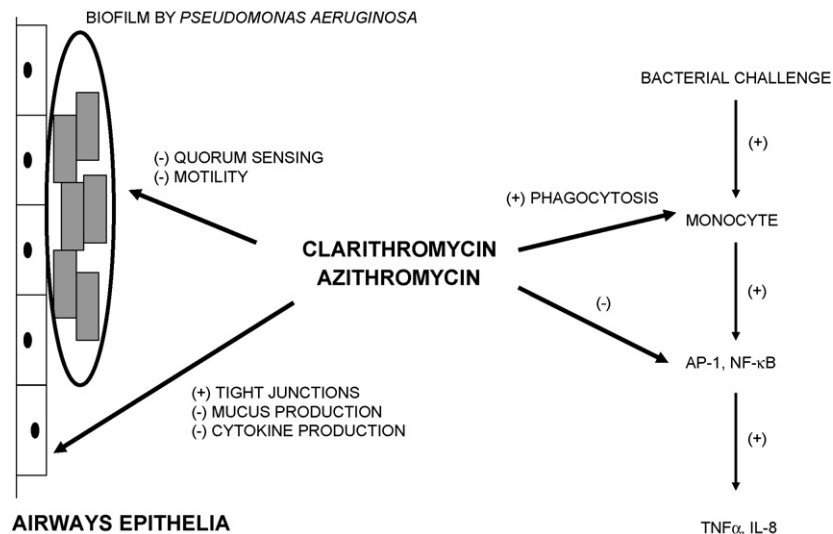 BIOFILM BY PSEUDOMONAS AERUGINOSA
BACTERIAL CHALLENGE
(+)
(-) QUORUM SENSING
(-) MOTILITY
(+) PHAGOCYTOSIS
MONOCYTE
CLARITHROMYCIN
AZITHROMYCIN
(+)
(-)
AP-1, NF-κB
(+) TIGHT JUNCTIONS
(-) MUCUS PRODUCTION
(-) CYTOKINE PRODUCTION
(+)
AIRWAYS EPITHELIA
TNFα, IL-8